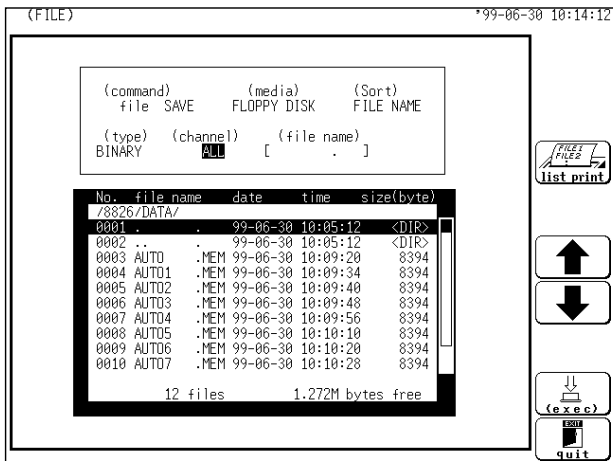 (FILE) '99-06-30 10:14:12
(command) (media) (Sort)
file SAVE FLOPPY DISK FILE NAME
(type) (channel) (file name)
BINARY ALL [ . ]
FILE1
FILE2
list print
No. file name date time size(byte)
/8826/DATA/
0001 . . 99-06-30 10:05:12 <DIR>
0002 .. . 99-06-30 10:05:12 <DIR>
0003 AUTO .MEM 99-06-30 10:09:20 8394
0004 AUTO1 .MEM 99-06-30 10:09:34 8394
0005 AUTO2 .MEM 99-06-30 10:09:40 8394
0006 AUTO3 .MEM 99-06-30 10:09:48 8394
0007 AUTO4 .MEM 99-06-30 10:09:56 8394
0008 AUTO5 .MEM 99-06-30 10:10:10 8394
0009 AUTO6 .MEM 99-06-30 10:10:20 8394
0010 AUTO7 .MEM 99-06-30 10:10:28 8394
12 files 1.272M bytes free
(exec)
EXIT
quit